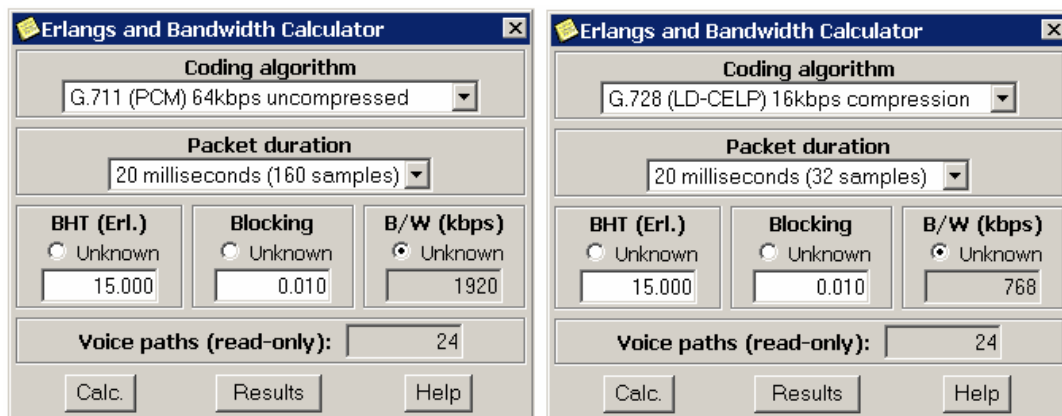 Erlangs and Bandwidth Calculator
Coding algorithm
G.711 (PCM) 64kbps uncompressed
Packet duration
20 milliseconds (160 samples)
BHT (Erl.) Blocking B/W (kbps)
Unknown Unknown Unknown
15.000 0.010 1920
Voice paths (read-only): 24
Calc. Results Help
Erlangs and Bandwidth Calculator
Coding algorithm
G.728 (LD-CELP) 16kbps compression
Packet duration
20 milliseconds (32 samples)
BHT (Erl.) Blocking B/W (kbps)
Unknown Unknown Unknown
15.000 0.010 768
Voice paths (read-only): 24
Calc. Results Help